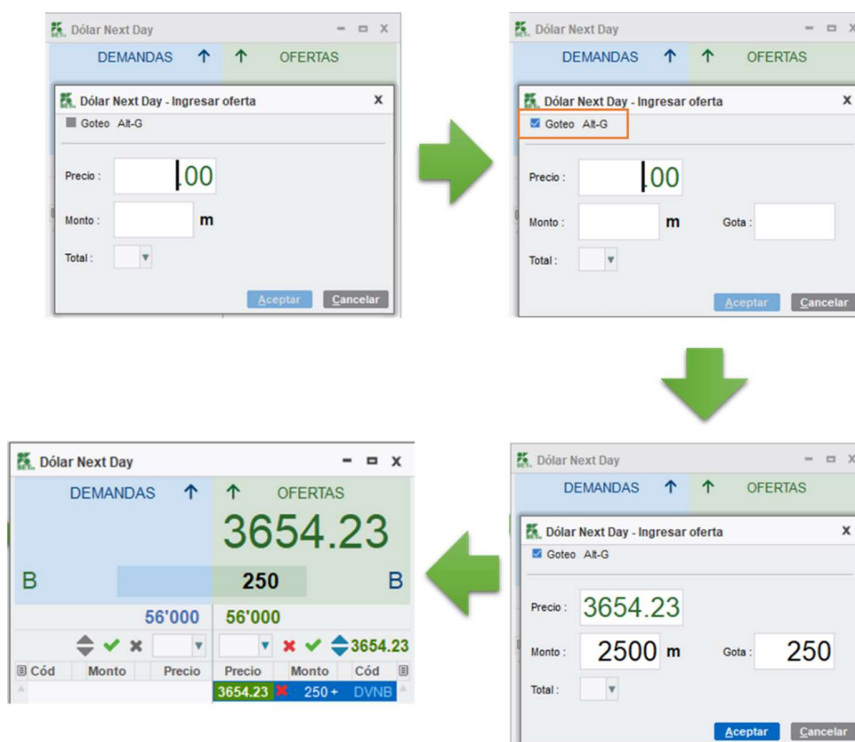 Dólar Next Day
DEMANDAS OFERTAS
Dólar Next Day - Ingresar oferta X
Goteo Alt-G
Precio : .00
Monto : m
Total :
Aceptar Cancelar
Dólar Next Day
DEMANDAS OFERTAS
Dólar Next Day - Ingresar oferta X
Goteo Alt-G
Precio : .00
Monto : m Gota :
Total :
Aceptar Cancelar
Dólar Next Day
DEMANDAS OFERTAS
Dólar Next Day - Ingresar oferta X
Goteo Alt-G
Precio : 3654.23
Monto : 2500 m Gota : 250
Total :
Aceptar Cancelar
Dólar Next Day
DEMANDAS OFERTAS
3654.23
B 250 B
56'000 56'000
3654.23
Cód Monto Precio Precio Monto Cód
3654.23 250+ DVNB